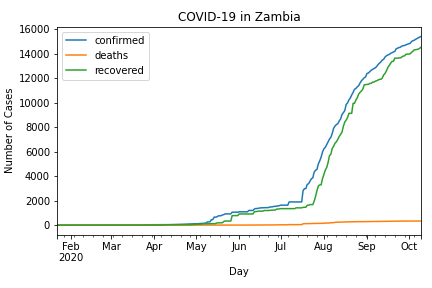 COVID-19 in Zambia
16000
14000
12000
10000
8000
6000
4000
2000
0
Number of Cases
confirmed
deaths
recovered
Feb Mar Apr May Jun Jul Aug Sep Oct
2020
Day